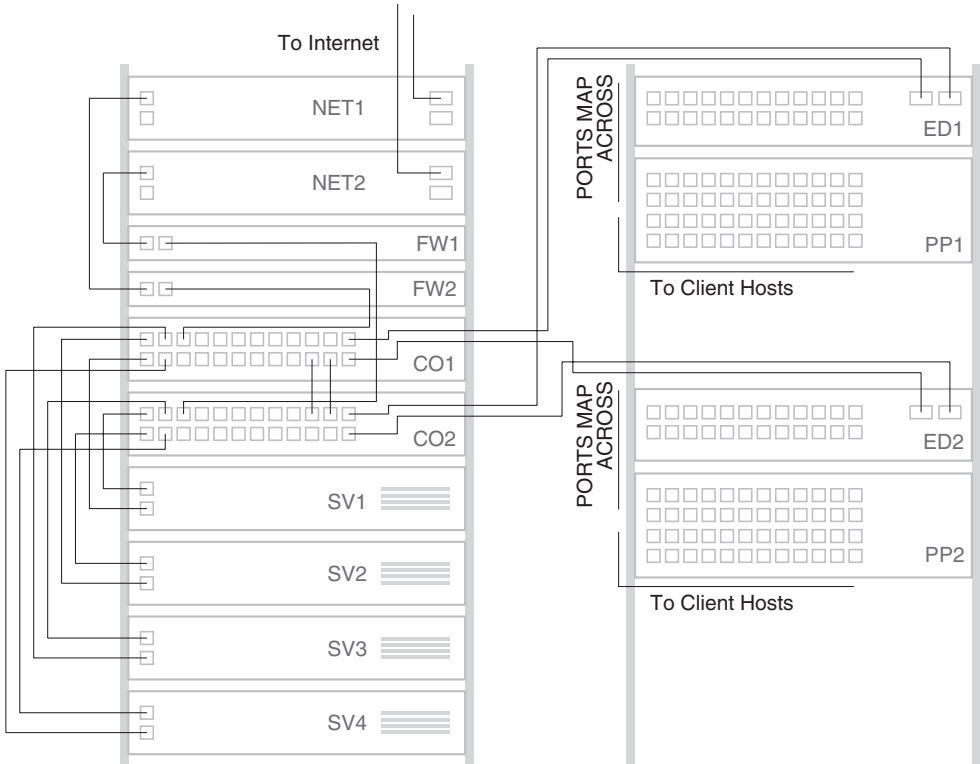 To Internet
NET1
NET2
FW1
FW2
CO1
CO2
SV1
SV2
SV3
SV4
PORTS MAP
ACROSS
ED1
PP1
To Client Hosts
PORTS MAP
ACROSS
ED2
PP2
To Client Hosts